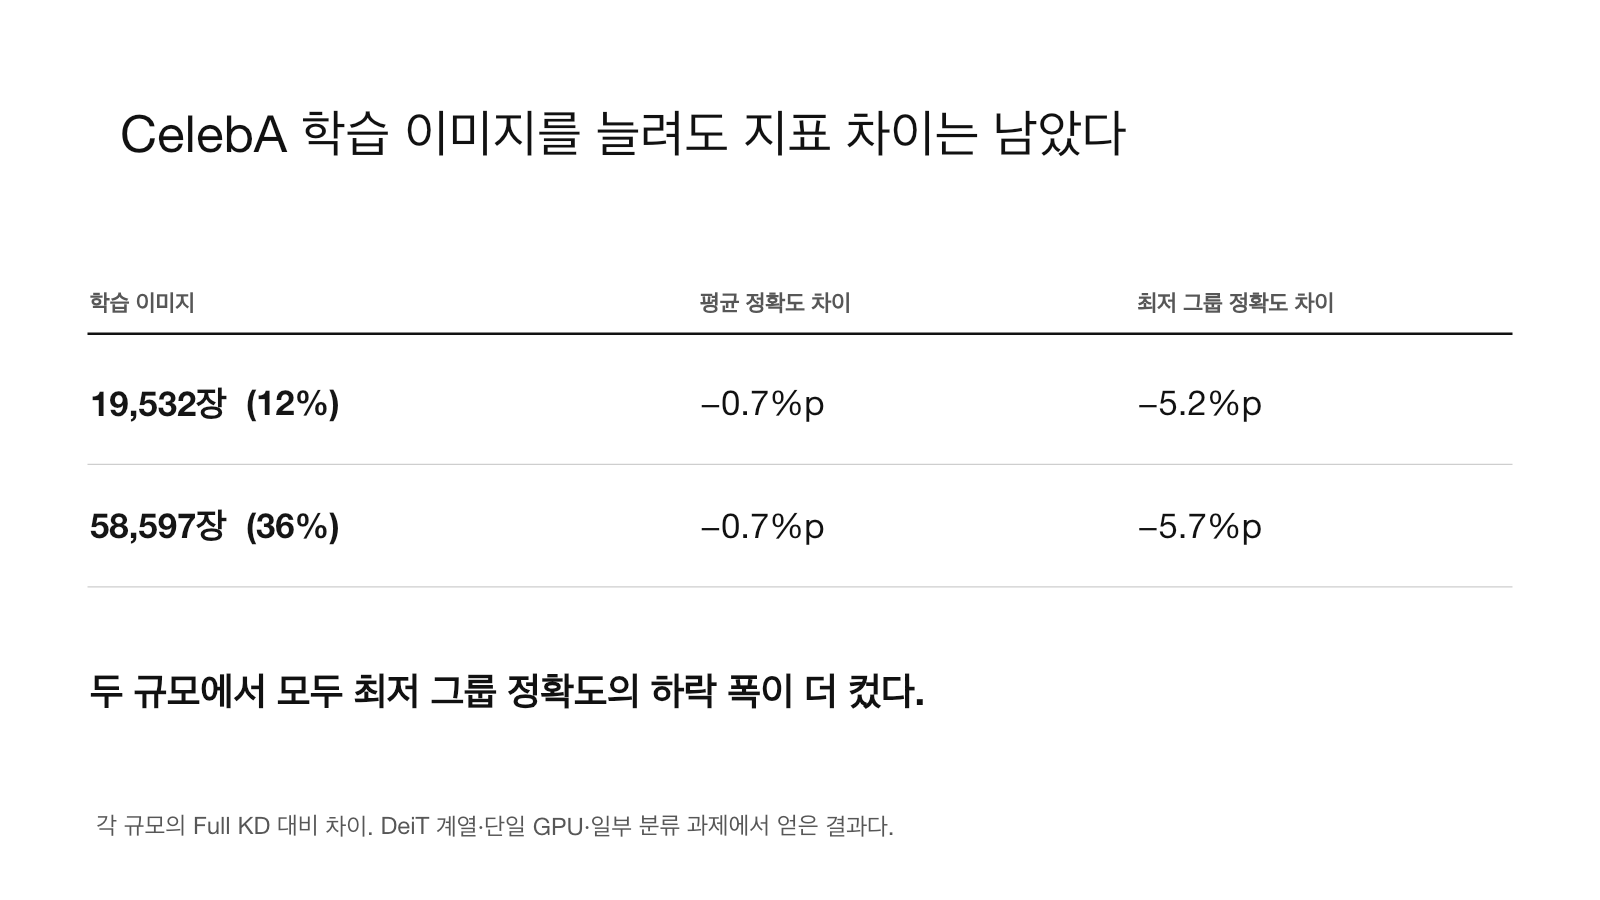 CelebA 학습 이미지를 늘려도 지표 차이는 남았다
학습 이미지 평균 정확도 차이 최저 그룹 정확도 차이
19,532장 (12%) –0.7%p –5.2%p
58,597장 (36%) –0.7%p –5.7%p
두 규모에서 모두 최저 그룹 정확도의 하락 폭이 더 컸다.
각 규모의 Full KD 대비 차이. DeiT 계열·단일 GPU·일부 분류 과제에서 얻은 결과다.